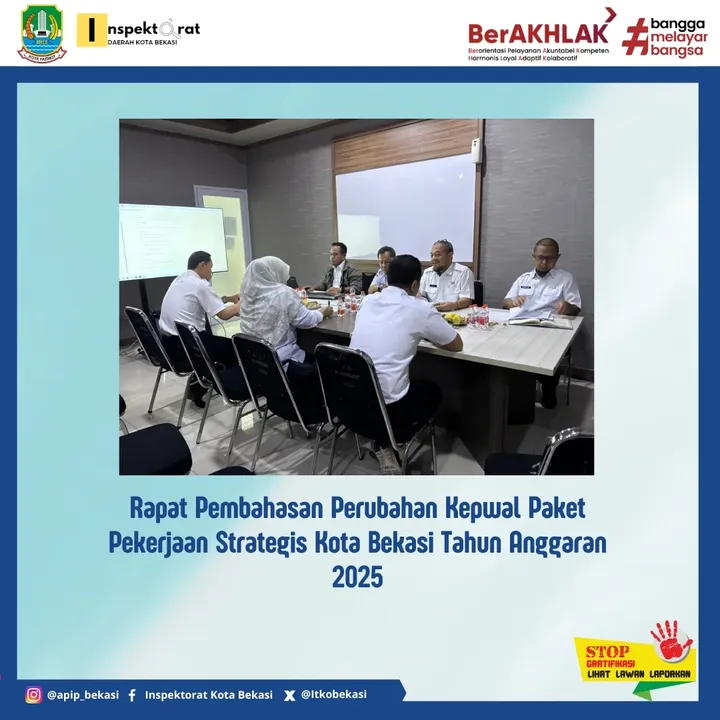 Inspektorat
DAERAH KOTA BEKASI
BerAKHLAK
Berorientasi Pelayanan Akuntabel Kompeten
Harmonis Loyal Adaptif Kolaboratif
#bangga
melayani
bangsa
Rapat Pembahasan Perubahan Kepwal Paket
Pekerjaan Strategis Kota Bekasi Tahun Anggaran
2025
STOP
GRATIFIKASI
LIHAT LAWAN LAPORKAN
@apip_bekasi
Inspektorat Kota Bekasi
@Itkobekasi